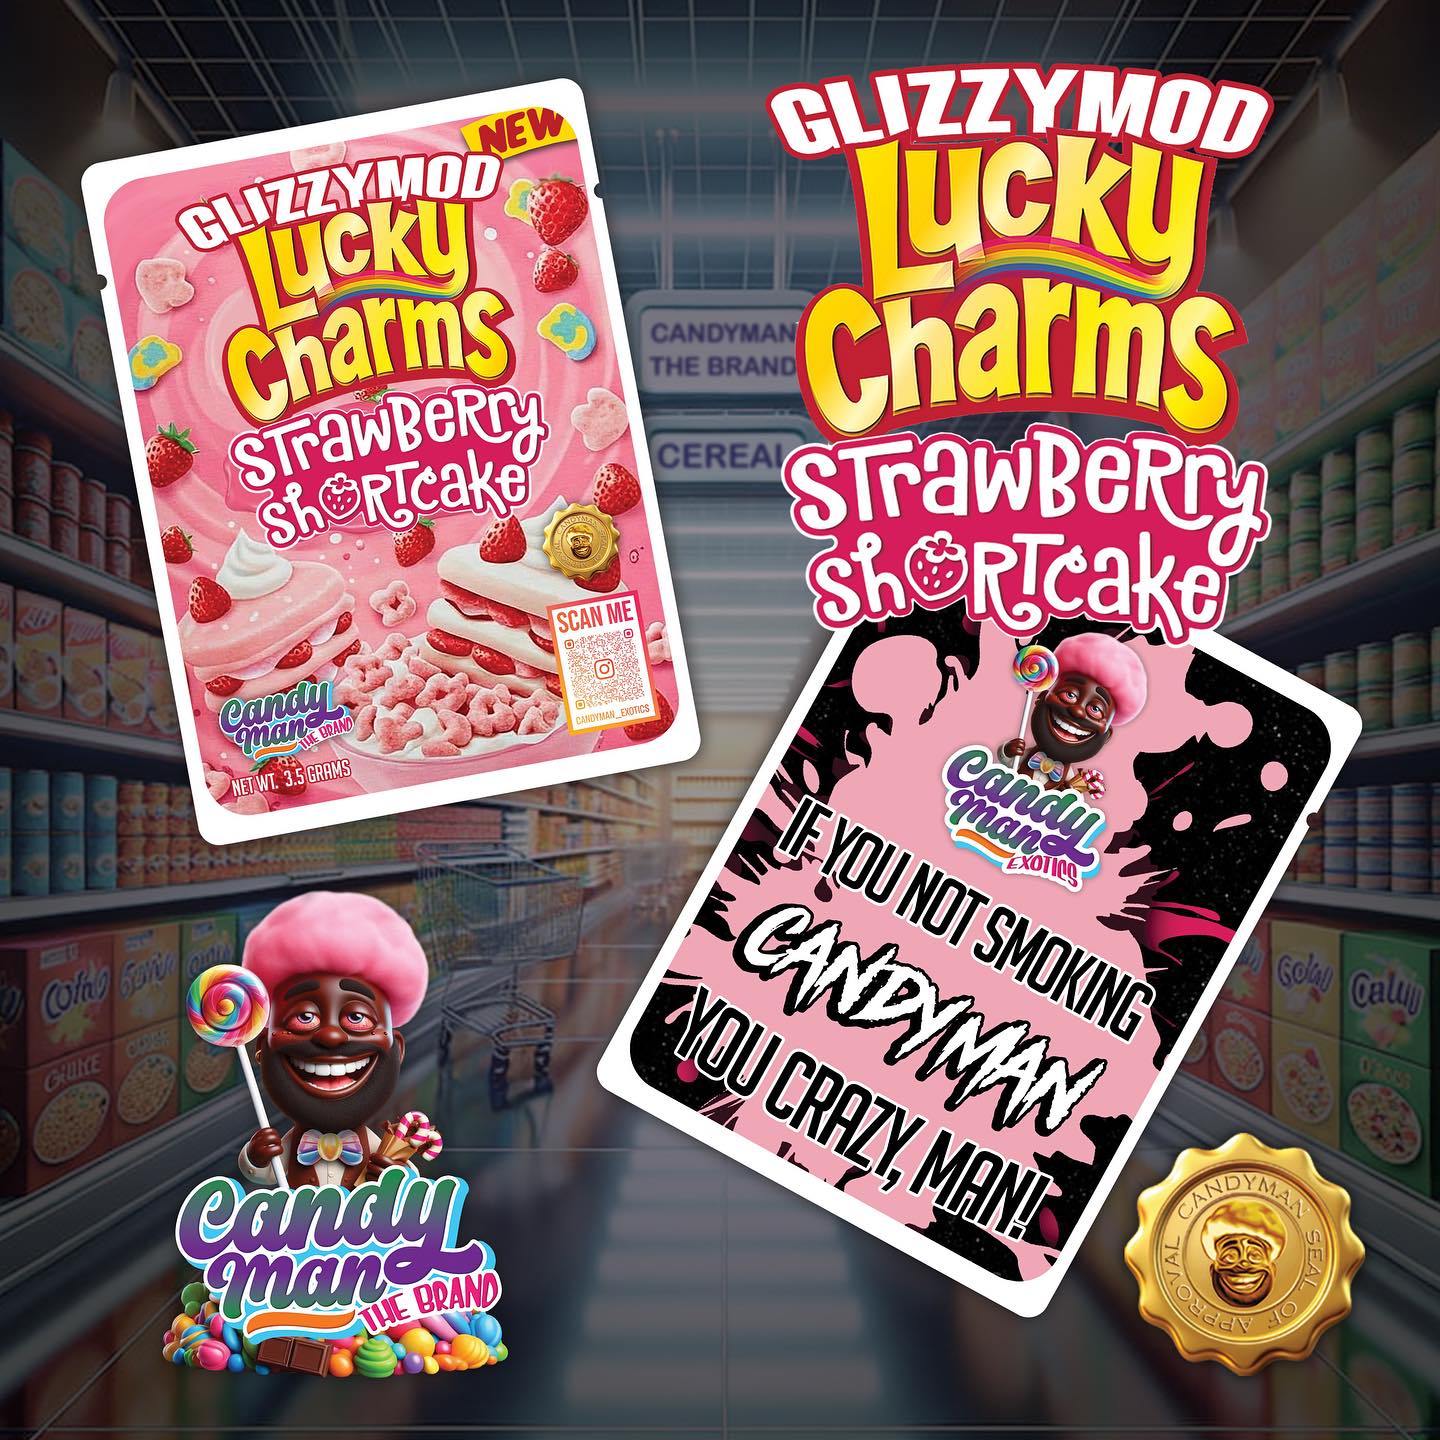 NEW
GLIZZYMOD
Lucky
Charms
Strawberry
Shortcake
SCAN ME
CANDYMAN_EXOTICS
Candy
Man
THE BRAND
NET WT. 3.5 GRAMS
GLIZZYMOD
Lucky
Charms
Strawberry
Shortcake
CANDYMAN
THE BRAND
CEREAL
Candy
Man
EXOTICS
IF YOU NOT SMOKING
CANDYMAN
YOU CRAZY, MAN!
Candy
Man
THE BRAND
CANDYMAN SEAL OF APPROVAL